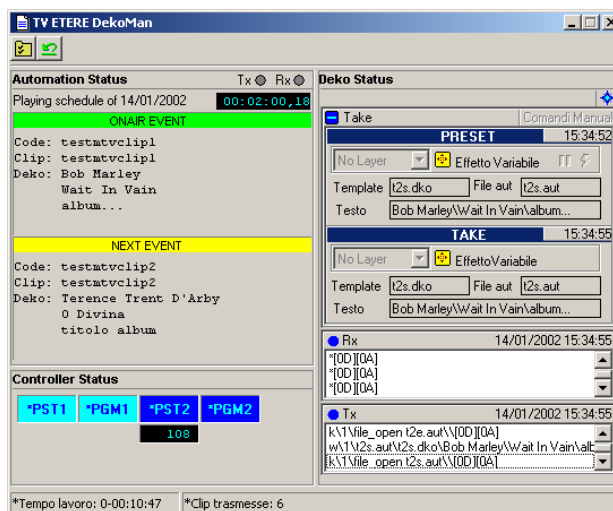 TV ETERE DekoMan
Automation Status
Tx Rx
Playing schedule of 14/01/2002
00:02:00,18
ONAIR EVENT
Code: testmtvclip1
Clip: testmtvclip1
Deko: Bob Marley
Wait In Vain
album...
NEXT EVENT
Code: testmtvclip2
Clip: testmtvclip2
Deko: Terence Trent D'Arby
O Divina
titolo album
Controller Status
*PST1 *PGM1 *PST2 *PGM2
108
Deko Status
Take
Comandi Manual
PRESET 15:34:52
No Layer Effetto Variabile
Template t2s.dko File aut t2s.aut
Testo Bob Marley\Wait In Vain\album...
TAKE 15:34:55
No Layer EffettoVariabile
Template t2s.dko File aut t2s.aut
Testo Bob Marley\Wait In Vain\album...
Rx 14/01/2002 15:34:55
*[0D][0A]
*[0D][0A]
*[0D][0A]
Tx 14/01/2002 15:34:55
k\1\file_open t2e.aut\\[0D][0A]
w\1\t2s.aut\t2s.dko\Bob Marley\Wait In Vain\alb
k\1\file_open t2s.aut\\[0D][0A]
*Tempo lavoro: 0-00:10:47
*Clip trasmesse: 6